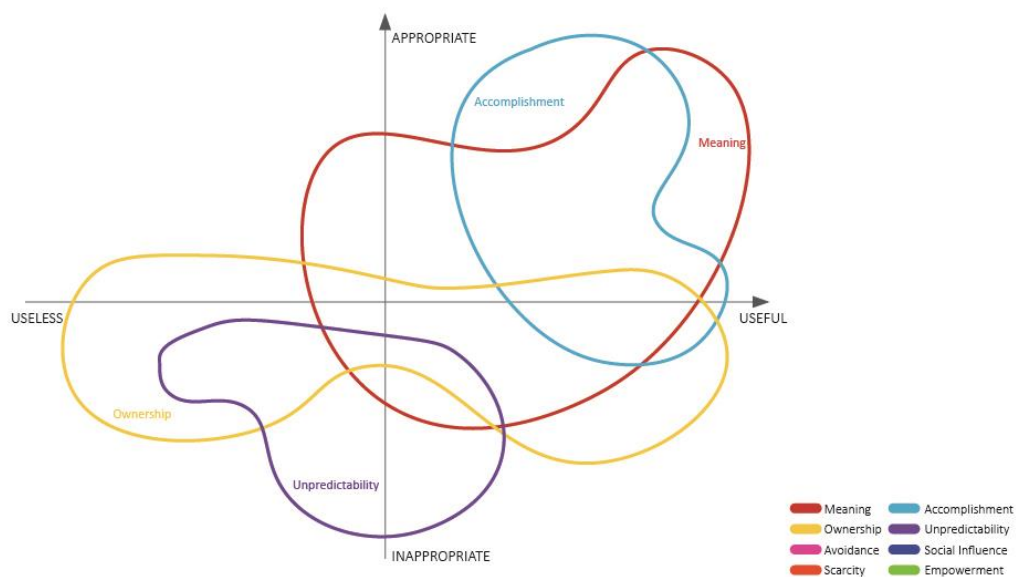 APPROPRIATE
Accomplishment
Meaning
USELESS
USEFUL
Ownership
Unpredictability
INAPPROPRIATE
Meaning Accomplishment
Ownership Unpredictability
Avoidance Social Influence
Scarcity Empowerment